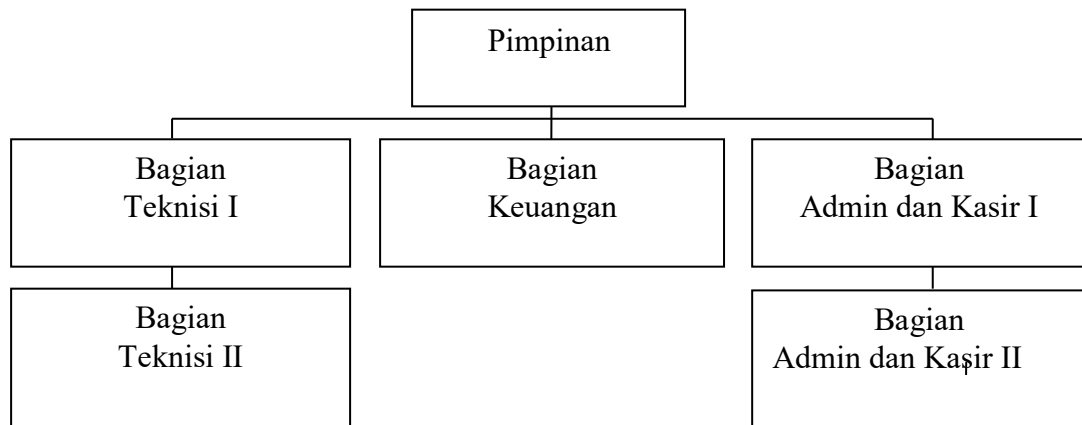 Pimpinan
Bagian
Teknisi I
Bagian
Keuangan
Bagian
Admin dan Kasir I
Bagian
Teknisi II
Bagian
Admin dan Kasir II